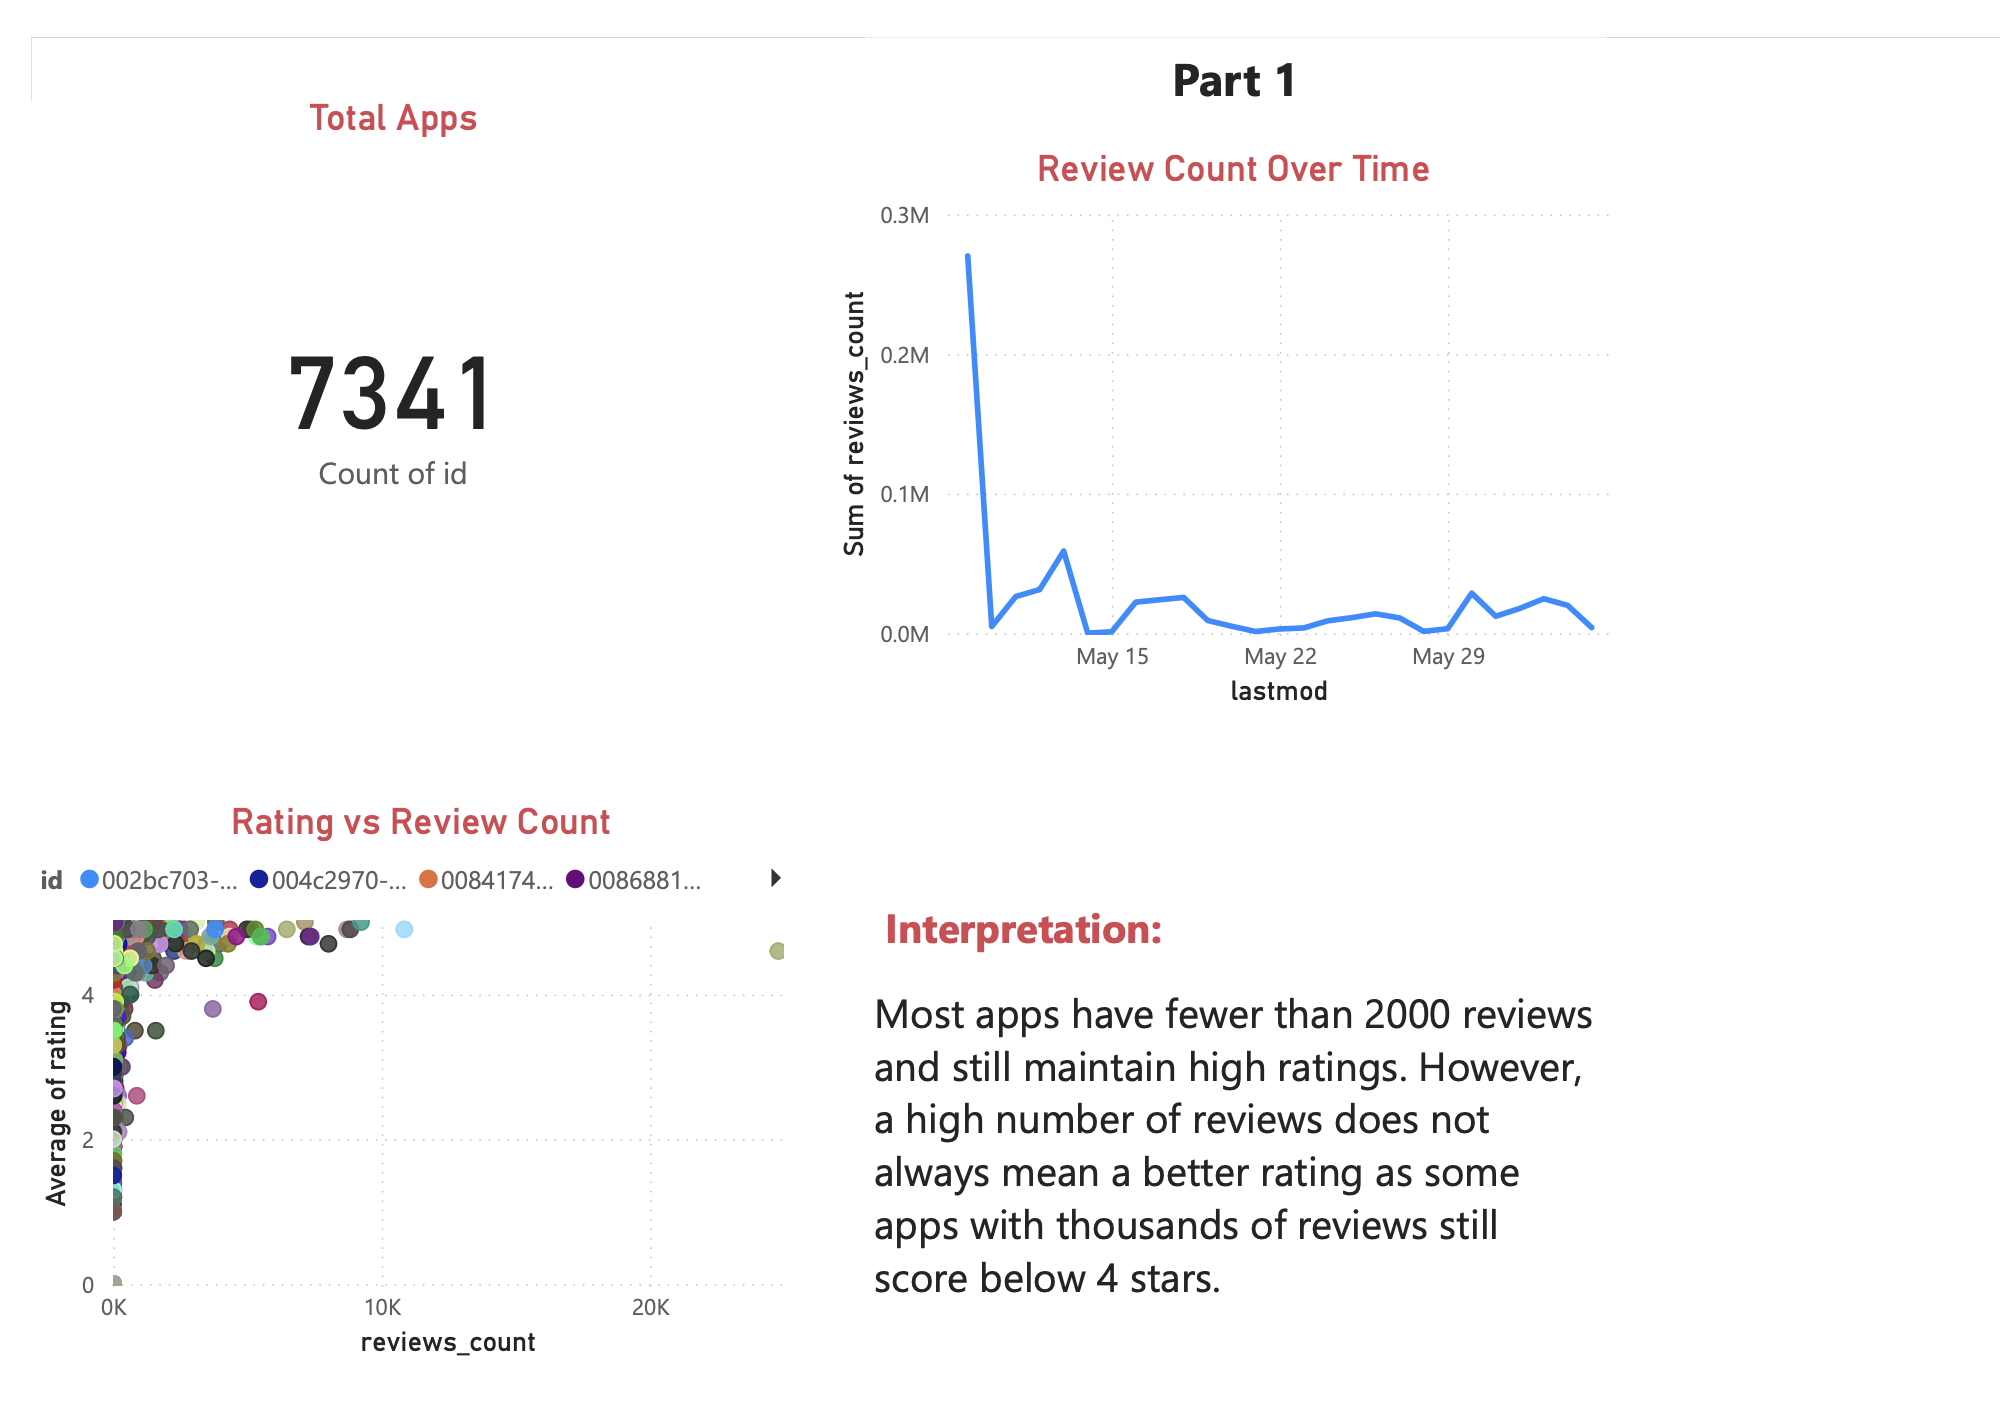 Part 1
Total Apps
7341
Count of id
Review Count Over Time
Sum of reviews_count
0.3M
0.2M
0.1M
0.0M
May 15 May 22 May 29
lastmod
Rating vs Review Count
id 002bc703-... 004c2970-... 0084174... 0086881...
Average of rating
4
2
0
0K 10K 20K
reviews_count
Interpretation:
Most apps have fewer than 2000 reviews
and still maintain high ratings. However,
a high number of reviews does not
always mean a better rating as some
apps with thousands of reviews still
score below 4 stars.